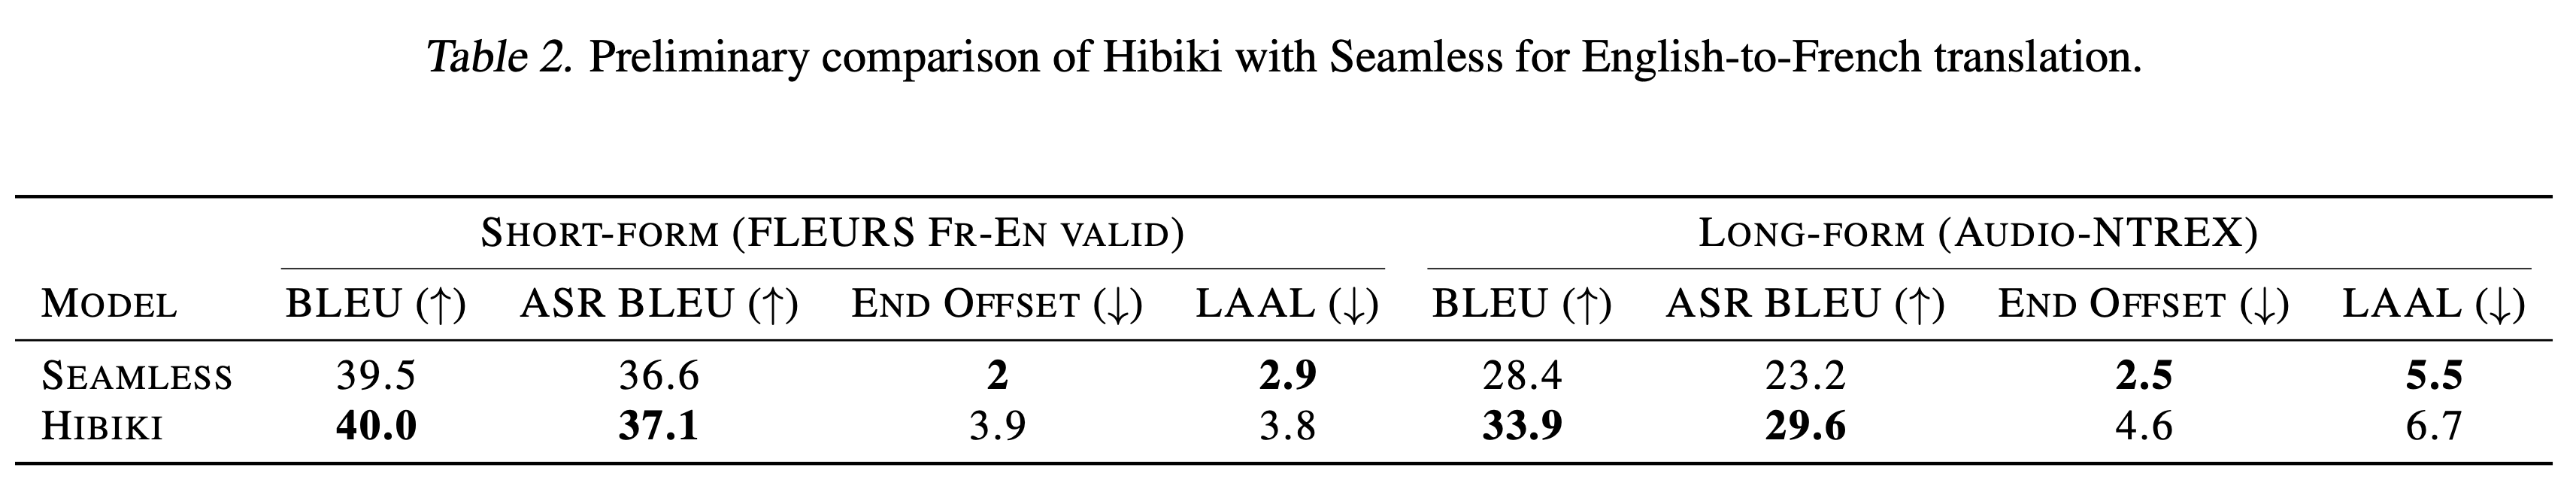 Table 2. Preliminary comparison of Hibiki with Seamless for English-to-French translation.
SHORT-FORM (FLEURS FR-EN VALID) LONG-FORM (AUDIO-NTREX)
MODEL BLEU (↑) ASR BLEU (↑) END OFFSET (↓) LAAL (↓) BLEU (↑) ASR BLEU (↑) END OFFSET (↓) LAAL (↓)
SEAMLESS 39.5 36.6 2 2.9 28.4 23.2 2.5 5.5
HIBIKI 40.0 37.1 3.9 3.8 33.9 29.6 4.6 6.7